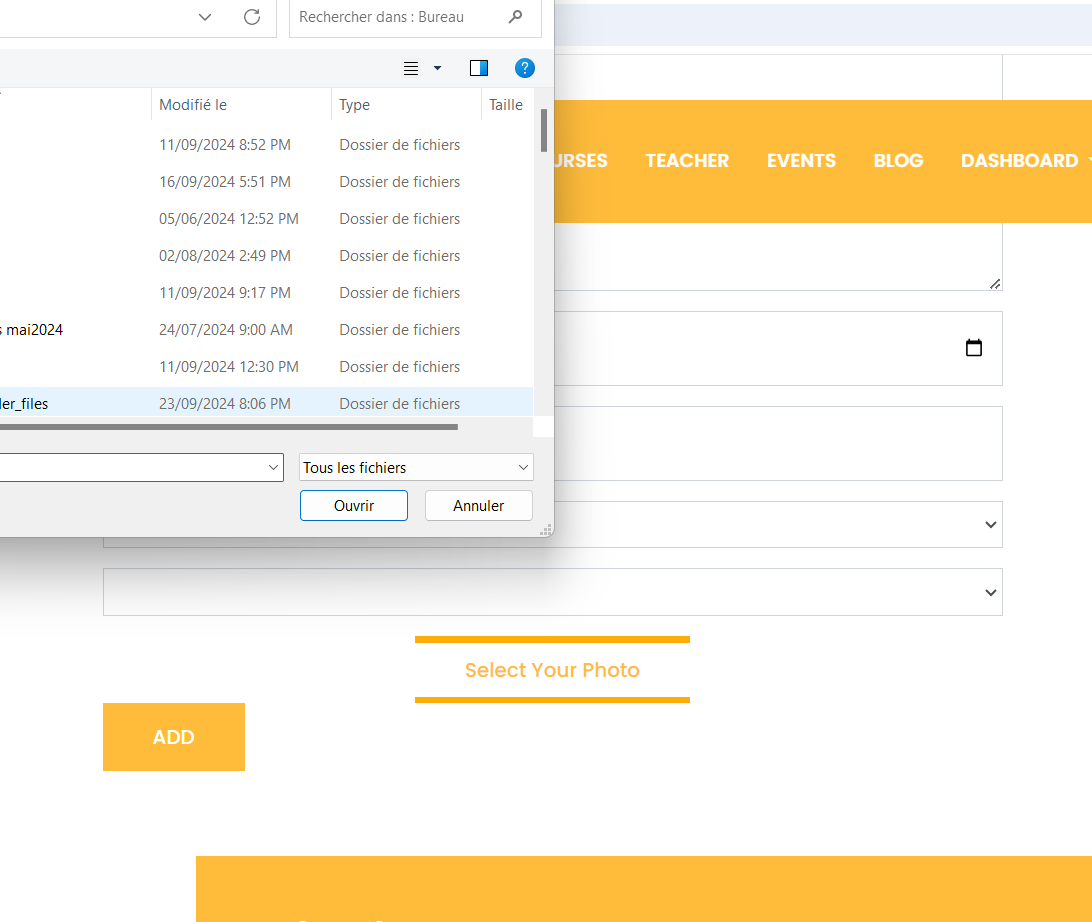 Rechercher dans : Bureau
Modifié le Type Taille
11/09/2024 8:52 PM Dossier de fichiers
TEACHER EVENTS BLOG DASHBOARD
16/09/2024 5:51 PM Dossier de fichiers
05/06/2024 12:52 PM Dossier de fichiers
02/08/2024 2:49 PM Dossier de fichiers
11/09/2024 9:17 PM Dossier de fichiers
s mai2024 24/07/2024 9:00 AM Dossier de fichiers
11/09/2024 12:30 PM Dossier de fichiers
ler_files 23/09/2024 8:06 PM Dossier de fichiers
Tous les fichiers
Ouvrir Annuler
Select Your Photo
ADD